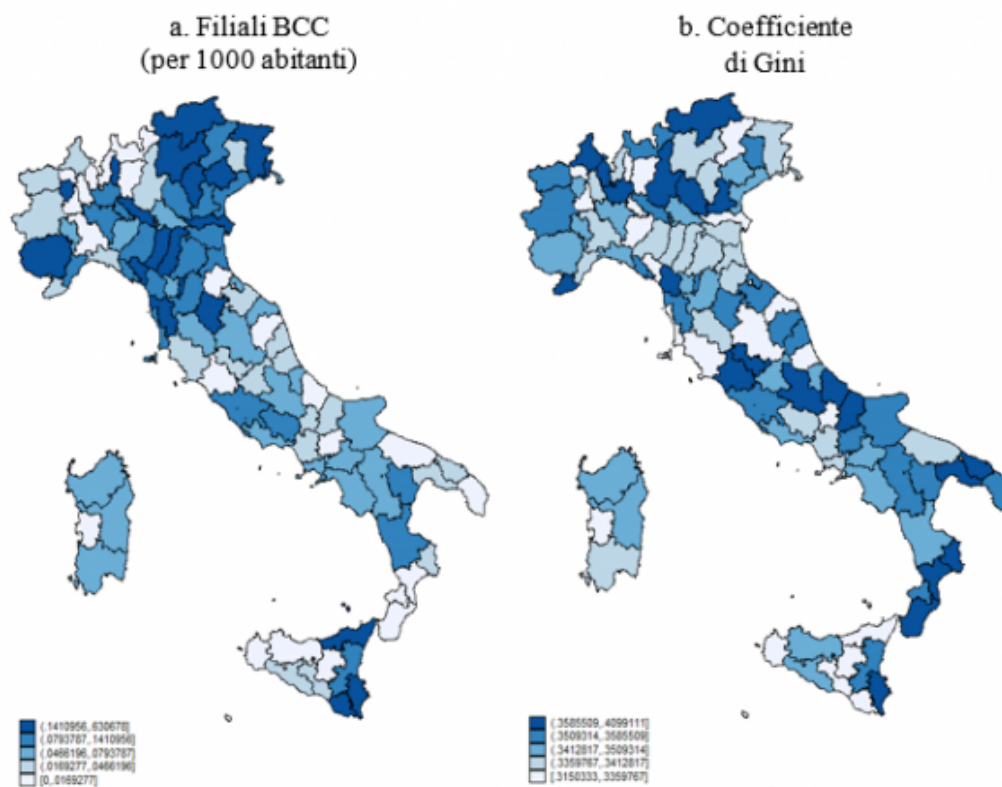 a. Filiali BCC
(per 1000 abitanti)
b. Coefficiente
di Gini
(.1410956,.630678]
(.0793787,.1410956]
(.0466196,.0793787]
(.0169277,.0466196]
[0,.0169277]
(.3585509,.4099111]
(.3509314,.3585509]
(.3412817,.3509314]
(.3359767,.3412817]
[.3150333,.3359767]